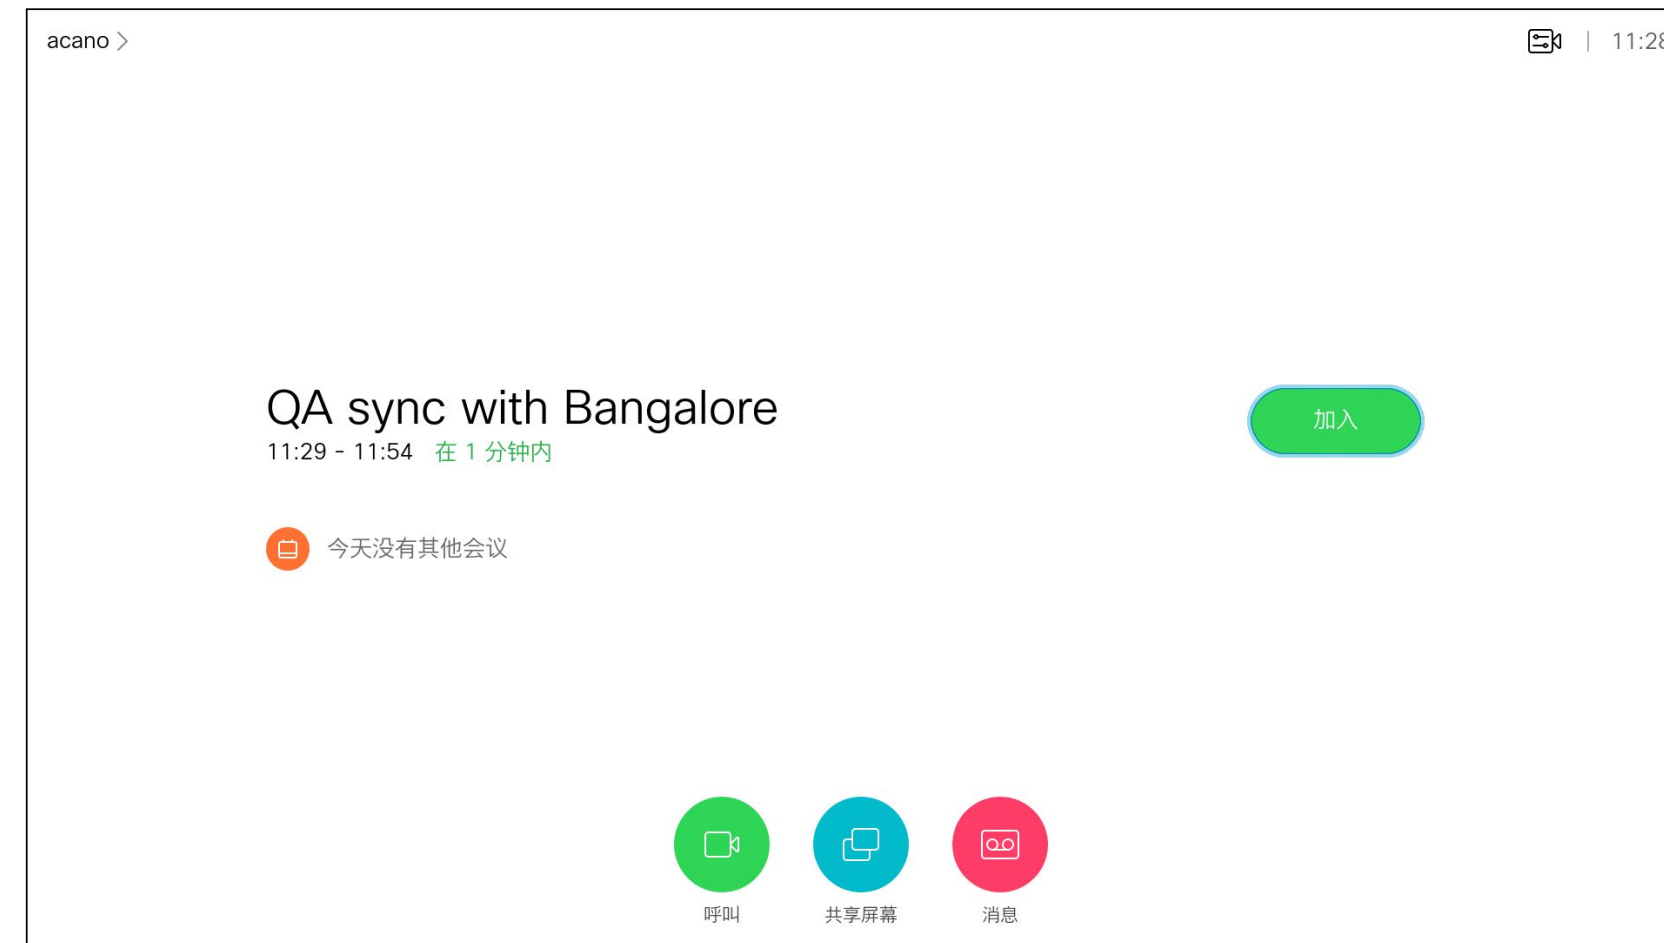 acano
11:28
QA sync with Bangalore
加入
11:29 - 11:54 在 1 分钟内
今天没有其他会议
呼叫 共享屏幕 消息